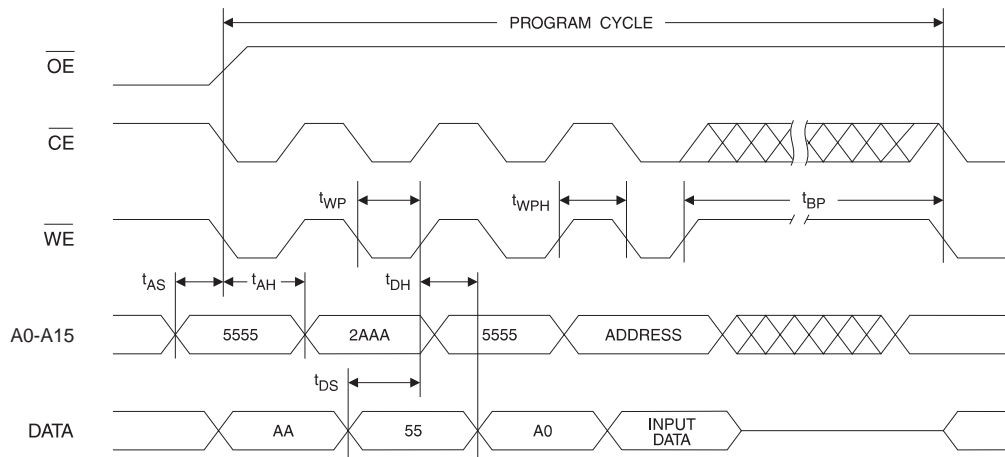 PROGRAM CYCLE
OE
CE
tWP
tWPH
tBP
WE
tAS
tAH
tDH
A0-A15
5555
2AAA
5555
ADDRESS
tDS
DATA
AA
55
A0
INPUT
DATA